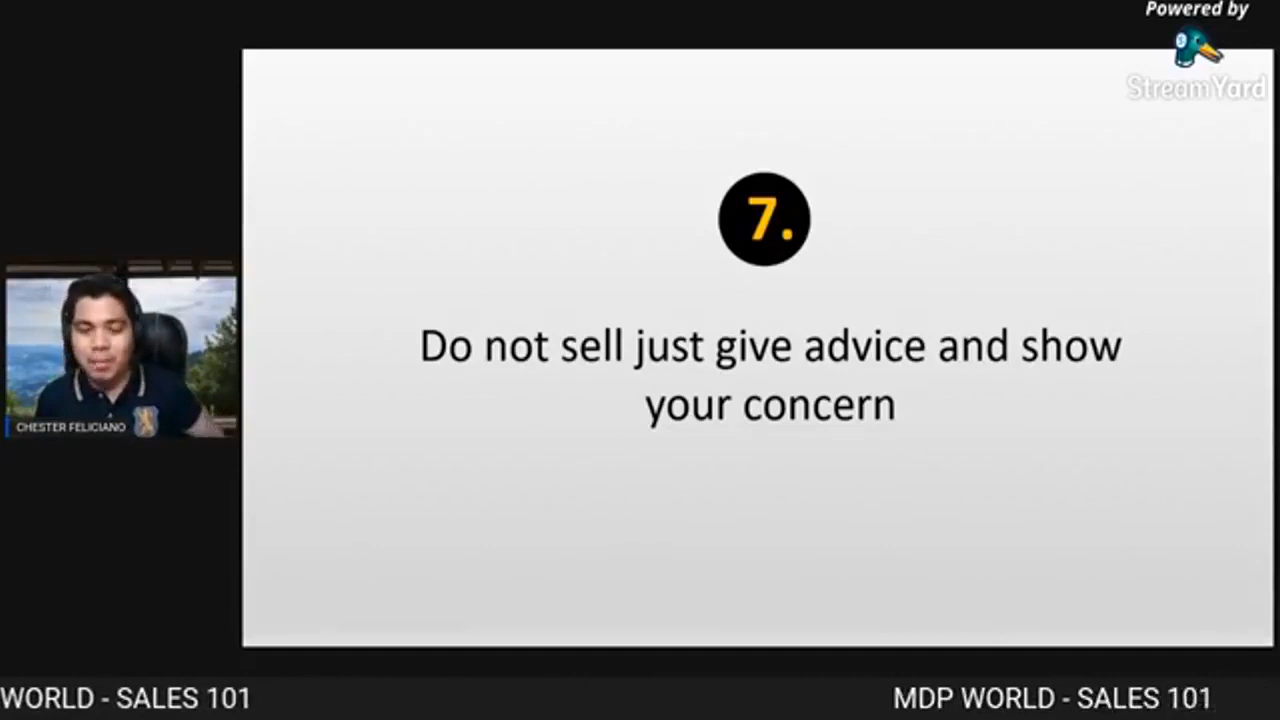 Powered by
StreamYard
7.
Do not sell just give advice and show
your concern
CHESTER FELICIANO
WORLD - SALES 101
MDP WORLD - SALES 101